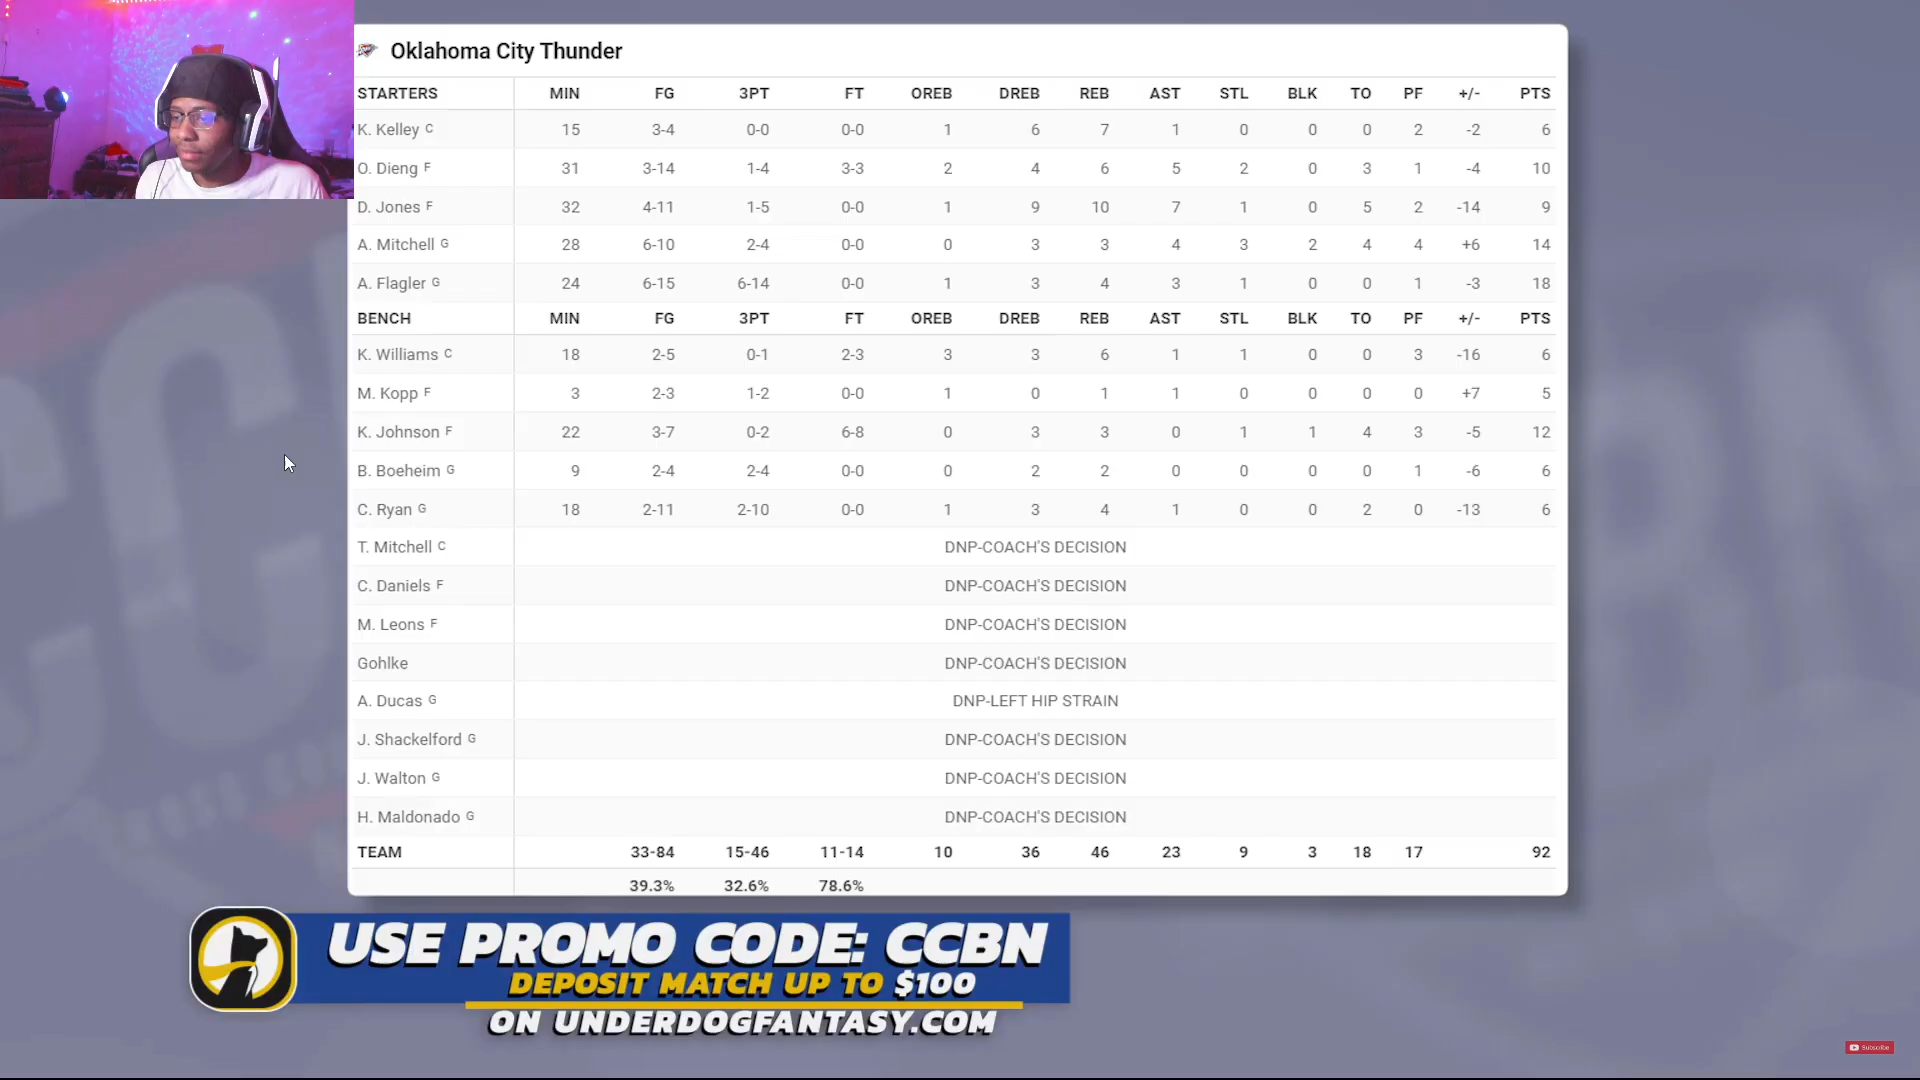 Oklahoma City Thunder
STARTERS MIN FG 3PT FT OREB DREB REB AST STL BLK TO PF +/- PTS
K. Kelley C 15 3-4 0-0 0-0 1 6 7 1 0 0 0 2 -2 6
O. Dieng F 31 3-14 1-4 3-3 2 4 6 5 2 0 3 1 -4 10
D. Jones F 32 4-11 1-5 0-0 1 9 10 7 1 0 5 2 -14 9
A. Mitchell G 28 6-10 2-4 0-0 0 3 3 4 3 2 4 4 +6 14
A. Flagler G 24 6-15 6-14 0-0 1 3 4 3 1 0 0 1 -3 18
BENCH MIN FG 3PT FT OREB DREB REB AST STL BLK TO PF +/- PTS
K. Williams C 18 2-5 0-1 2-3 3 3 6 1 1 0 0 3 -16 6
M. Kopp F 3 2-3 1-2 0-0 1 0 1 1 0 0 0 0 +7 5
K. Johnson F 22 3-7 0-2 6-8 0 3 3 0 1 1 4 3 -5 12
B. Boeheim G 9 2-4 2-4 0-0 0 2 2 0 0 0 0 1 -6 6
C. Ryan G 18 2-11 2-10 0-0 1 3 4 1 0 0 2 0 -13 6
T. Mitchell C DNP-COACH'S DECISION
C. Daniels F DNP-COACH'S DECISION
M. Leons F DNP-COACH'S DECISION
Gohlke DNP-COACH'S DECISION
A. Ducas G DNP-LEFT HIP STRAIN
J. Shackelford G DNP-COACH'S DECISION
J. Walton G DNP-COACH'S DECISION
H. Maldonado G DNP-COACH'S DECISION
TEAM 33-84 15-46 11-14 10 36 46 23 9 3 18 17 92
39.3% 32.6% 78.6%
USE PROMO CODE: CCBN
DEPOSIT MATCH UP TO $100
ON UNDERDOGFANTASY.COM
Subscribe